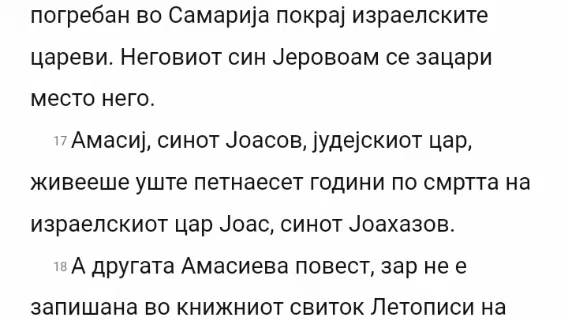 погребан во Самарија покрај израелските
цареви. Неговиот син Јеровоам се зацари
место него.
17 Амасиј, синот Јоасов, јудејскиот цар,
живееше уште петнаесет години по смртта на
израелскиот цар Јоас, синот Јоахазов.
18 А другата Амасиева повест, зар не е
запишана во книжниот свиток Летописи на